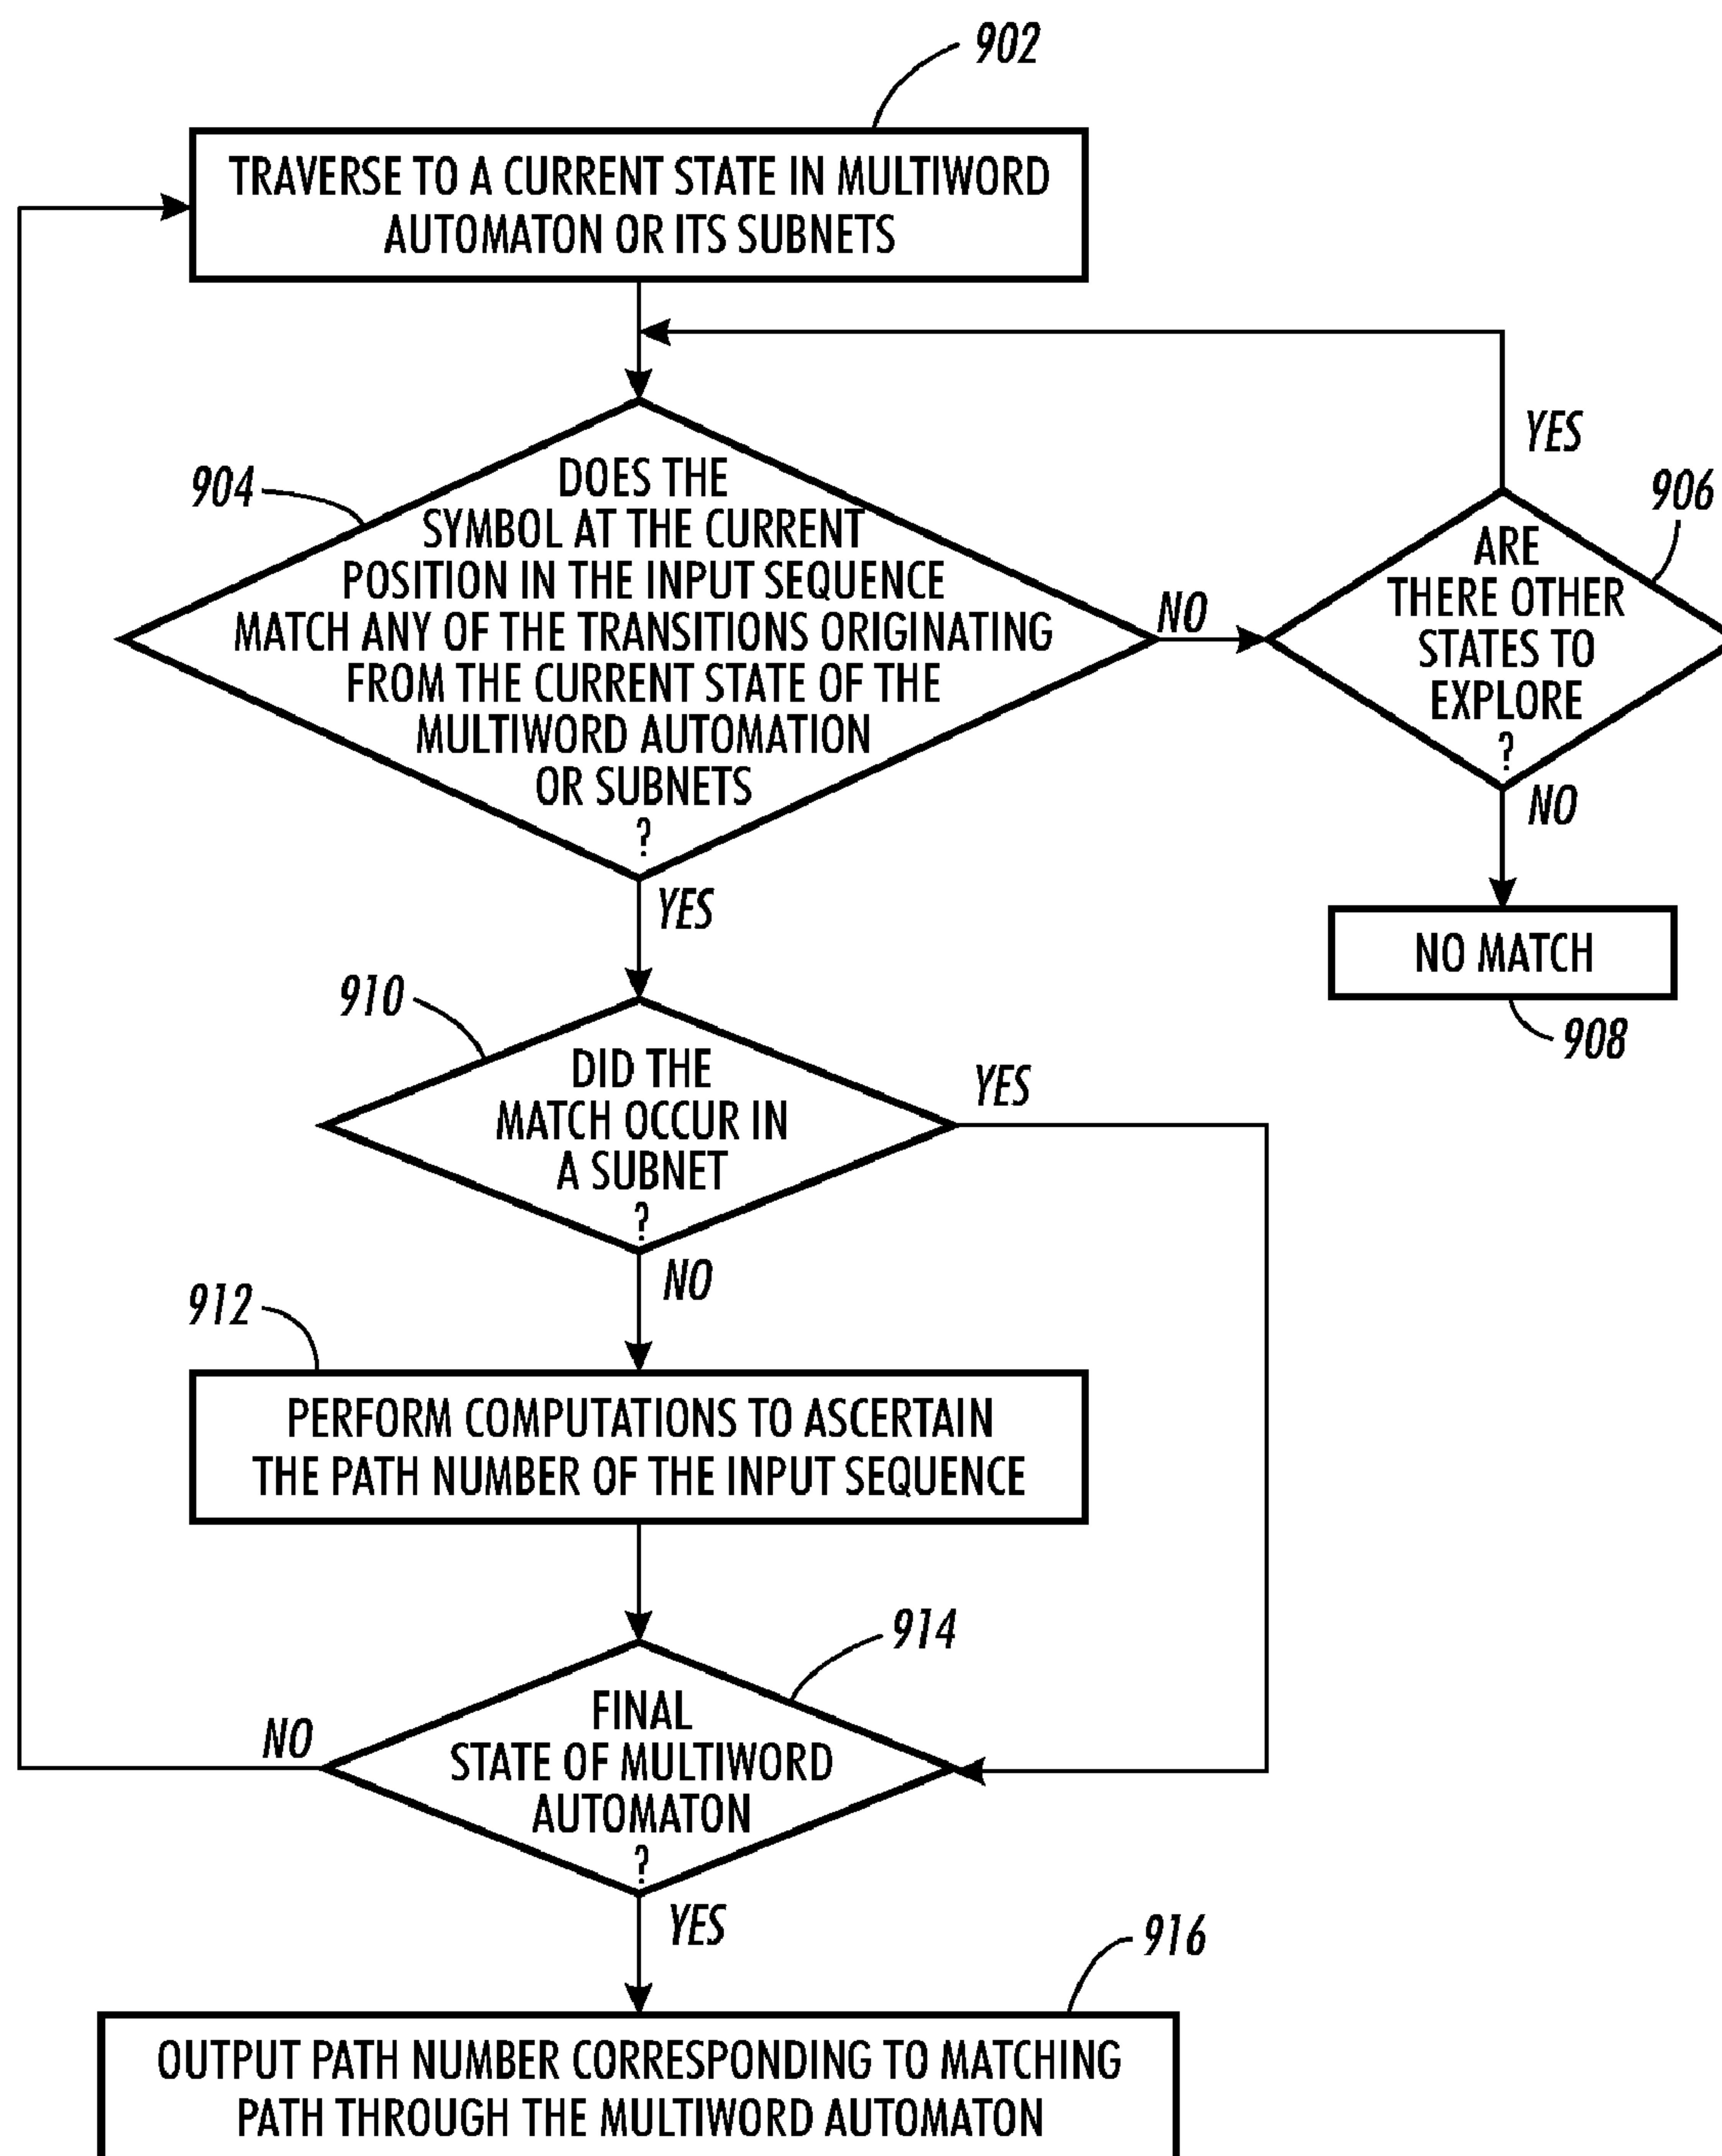 902
TRAVERSE TO A CURRENT STATE IN MULTIWORD
AUTOMATON OR ITS SUBNETS
904
DOES THE
SYMBOL AT THE CURRENT
POSITION IN THE INPUT SEQUENCE
MATCH ANY OF THE TRANSITIONS ORIGINATING
FROM THE CURRENT STATE OF THE
MULTIWORD AUTOMATION
OR SUBNETS
?
NO
YES
906
ARE
THERE OTHER
STATES TO
EXPLORE
?
YES
NO
NO MATCH
908
910
DID THE
MATCH OCCUR IN
A SUBNET
?
YES
NO
912
PERFORM COMPUTATIONS TO ASCERTAIN
THE PATH NUMBER OF THE INPUT SEQUENCE
914
FINAL
STATE OF MULTIWORD
AUTOMATON
?
NO
YES
916
OUTPUT PATH NUMBER CORRESPONDING TO MATCHING
PATH THROUGH THE MULTIWORD AUTOMATON